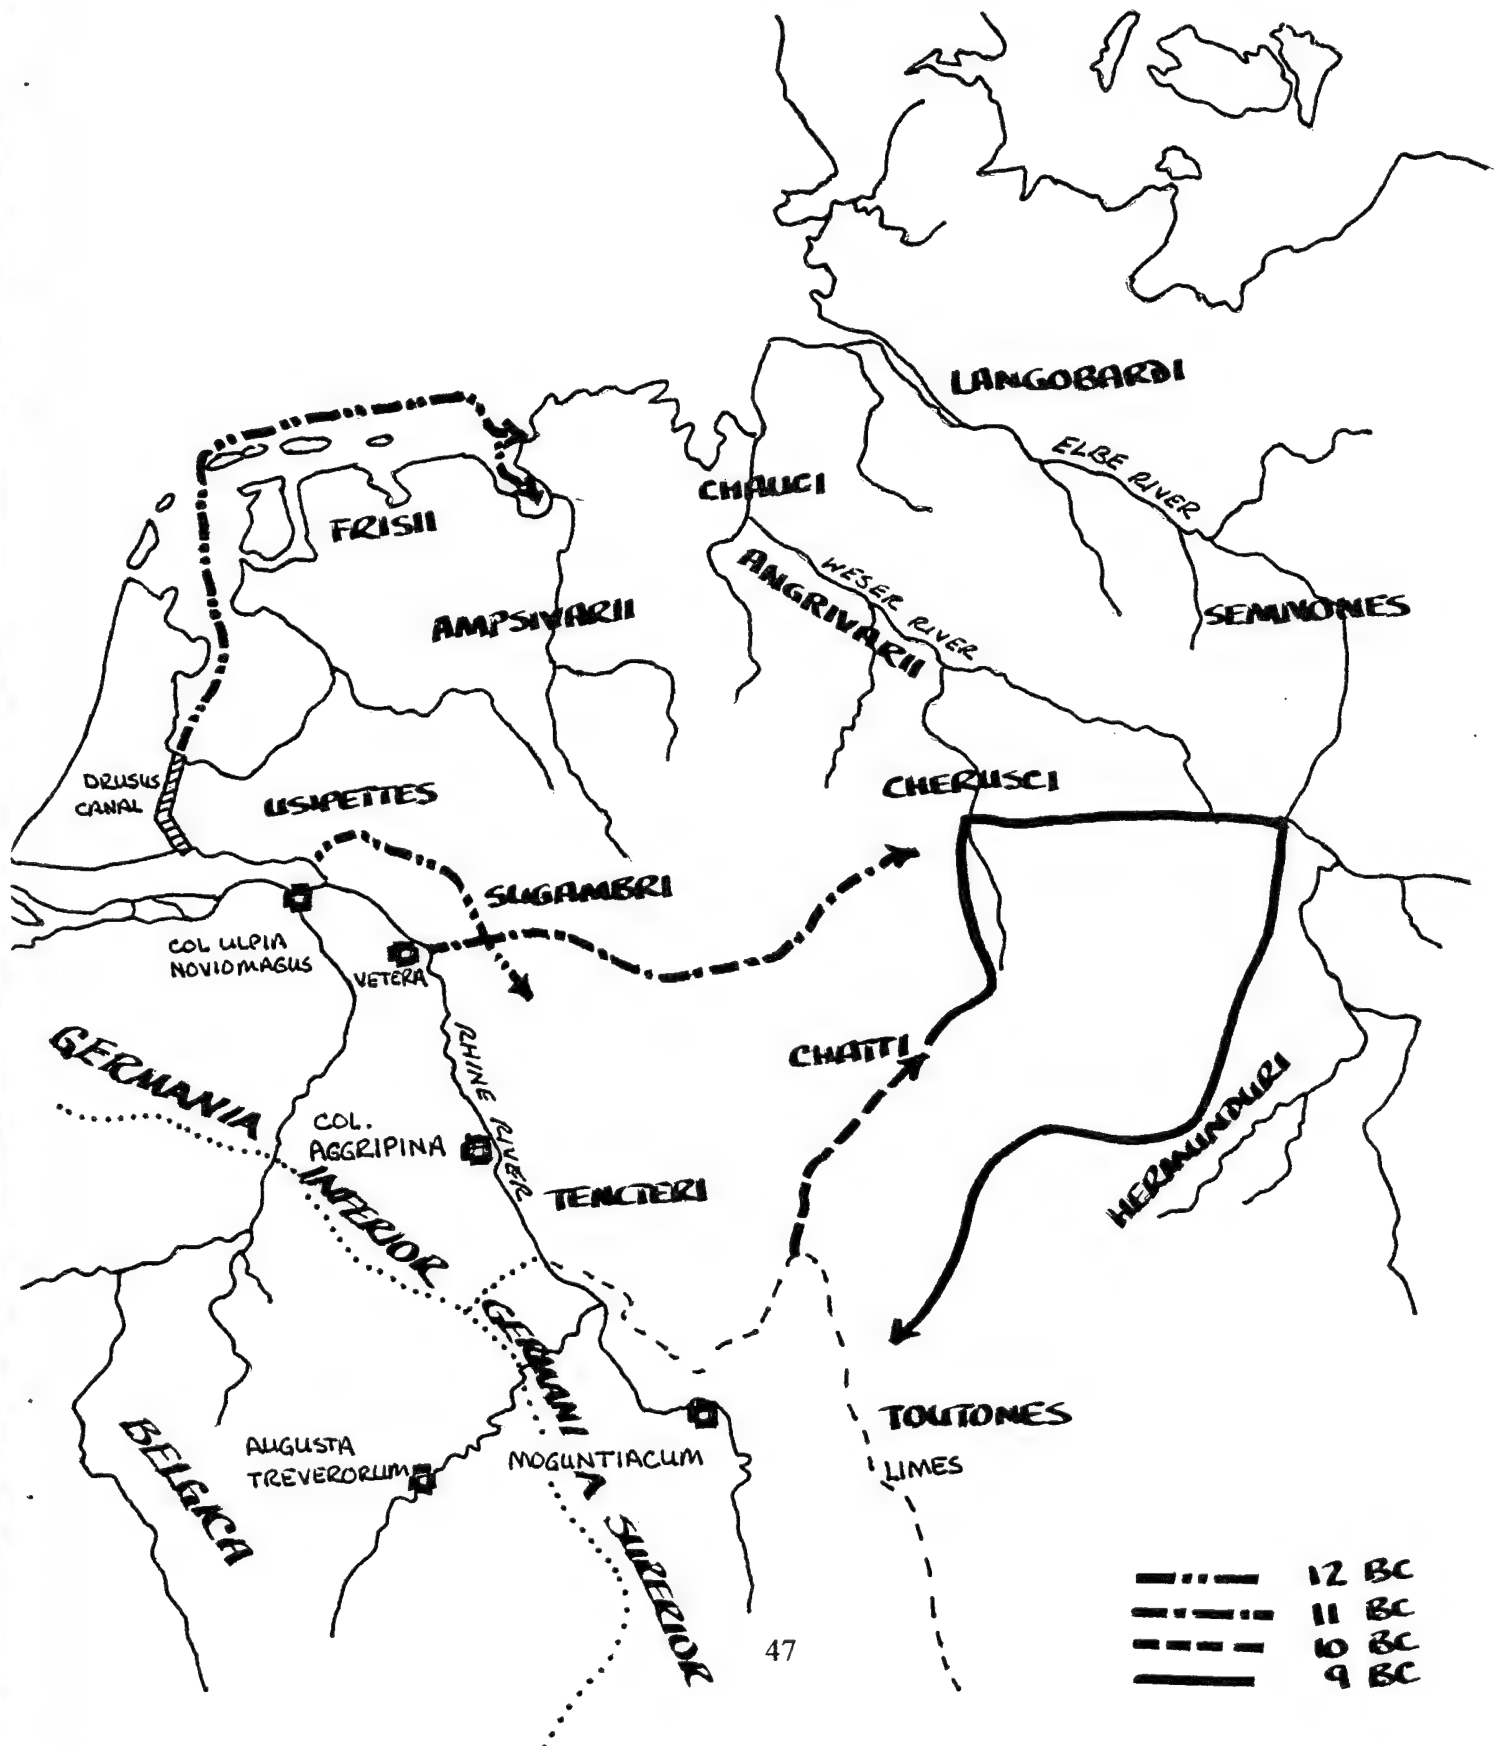 LANGOBARDI
ELBE RIVER
CHAUCI
FRISII
WESER RIVER
ANGRIVARII
AMPSIVARII
SEMNONES
DRUSUS
CANAL
USIPETTES
CHERUSCI
SUGAMBRI
COL ULPIA
NOVIOMAGUS
VETERA
RHINE RIVER
GERMANIA
INFERIOR
CHATTI
COL.
AGGRIPINA
TENCTERI
HERMUNDURI
GERMANI
A
SUPERIOR
BELGICA
AUGUSTA
TREVERORUM
MOGUNTIACUM
TOUTONES
LIMES
12 BC
11 BC
10 BC
9 BC
47